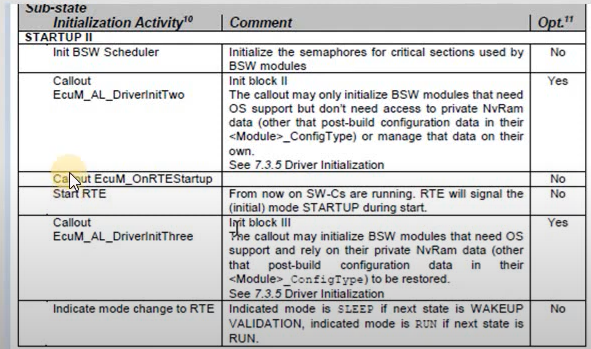 Sub-state
Initialization Activity10 Comment Opt.11
STARTUP II
Init BSW Scheduler Initialize the semaphores for critical sections used by No
BSW modules
Callout Init block II Yes
EcuM_AL_DriverInitTwo The callout may only initialize BSW modules that need
OS support but don't need access to private NvRam
data (other that post-build configuration data in their
<Module>_ConfigType) or manage that data on their
own.
See 7.3.5 Driver Initialization
Callout EcuM_OnRTEStartup No
Start RTE From now on SW-Cs are running. RTE will signal the No
(initial) mode STARTUP during start.
Callout Init block III Yes
EcuM_AL_DriverInitThree The callout may initialize BSW modules that need OS
support and rely on their private NvRam data (other
that post-build configuration data in their
<Module>_ConfigType) to be restored.
See 7.3.5 Driver Initialization
Indicate mode change to RTE Indicated mode is SLEEP if next state is WAKEUP No
VALIDATION, indicated mode is RUN if next state is
RUN.